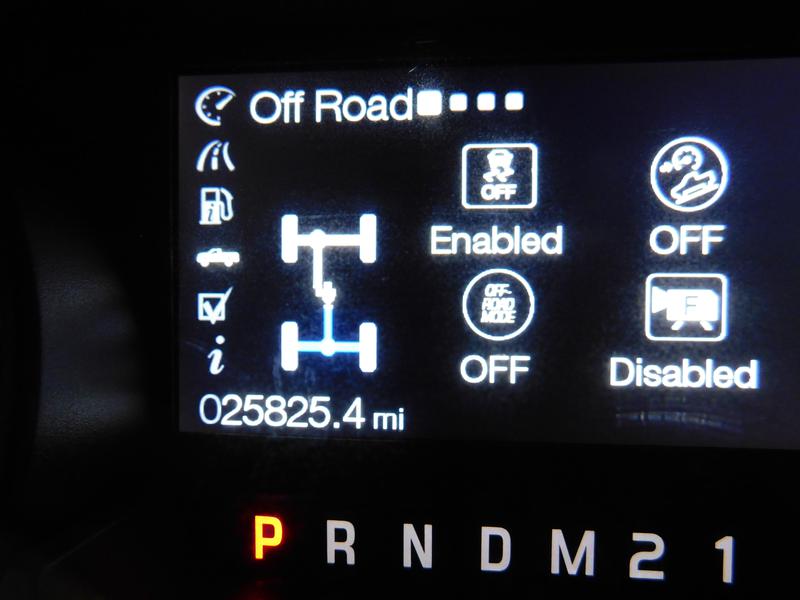 Off Road
OFF
Enabled
OFF
OFF-
ROAD
MODE
OFF
F
Disabled
i
025825.4 mi
P R N D M 2 1